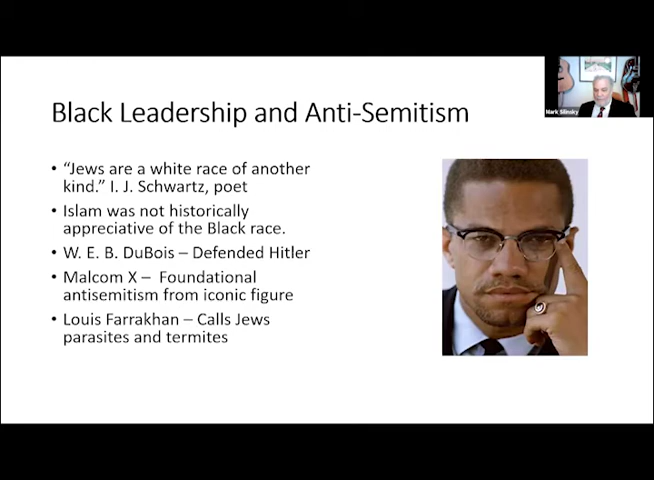 Mark Silinsky
Black Leadership and Anti-Semitism
• “Jews are a white race of another
kind.” I. J. Schwartz, poet
• Islam was not historically
appreciative of the Black race.
• W. E. B. DuBois – Defended Hitler
• Malcom X – Foundational
antisemitism from iconic figure
• Louis Farrakhan – Calls Jews
parasites and termites